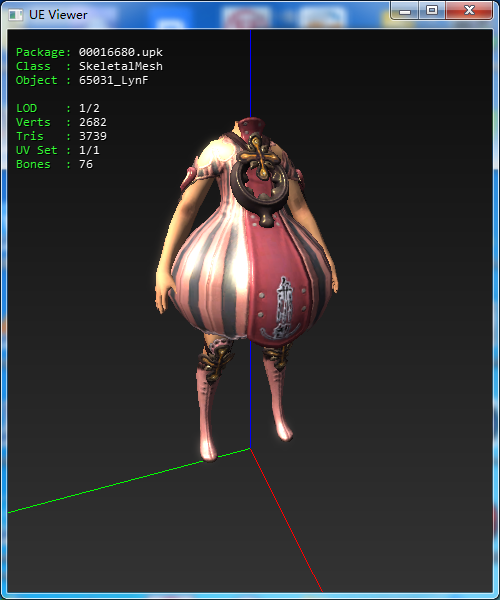 UE Viewer
Package: 00016680.upk
Class : SkeletalMesh
Object : 65031_LynF
LOD : 1/2
Verts : 2682
Tris : 3739
UV Set : 1/1
Bones : 76